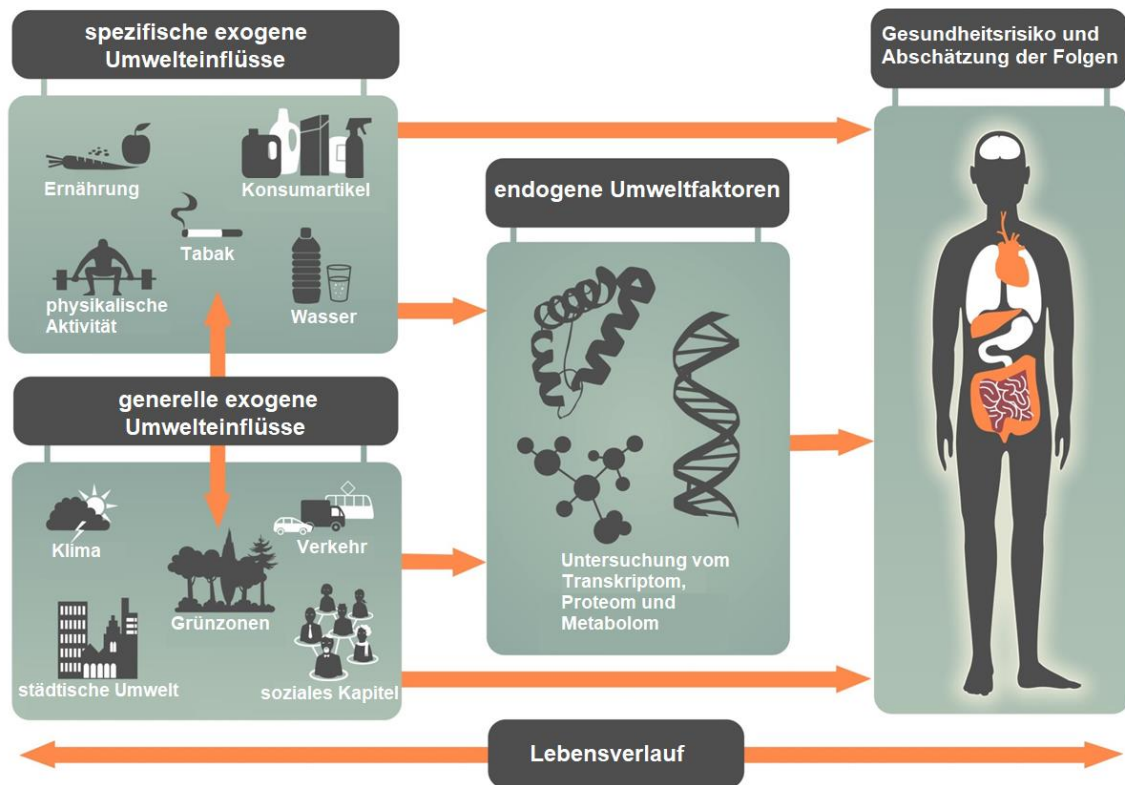 spezifische exogene
Umwelteinflüsse
Ernährung
Konsumartikel
Tabak
physikalische
Aktivität
Wasser
generelle exogene
Umwelteinflüsse
Klima
Verkehr
Grünzonen
städtische Umwelt
soziales Kapitel
endogene Umweltfaktoren
Untersuchung vom
Transkriptom,
Proteom und
Metabolom
Gesundheitsrisiko und
Abschätzung der Folgen
Lebensverlauf